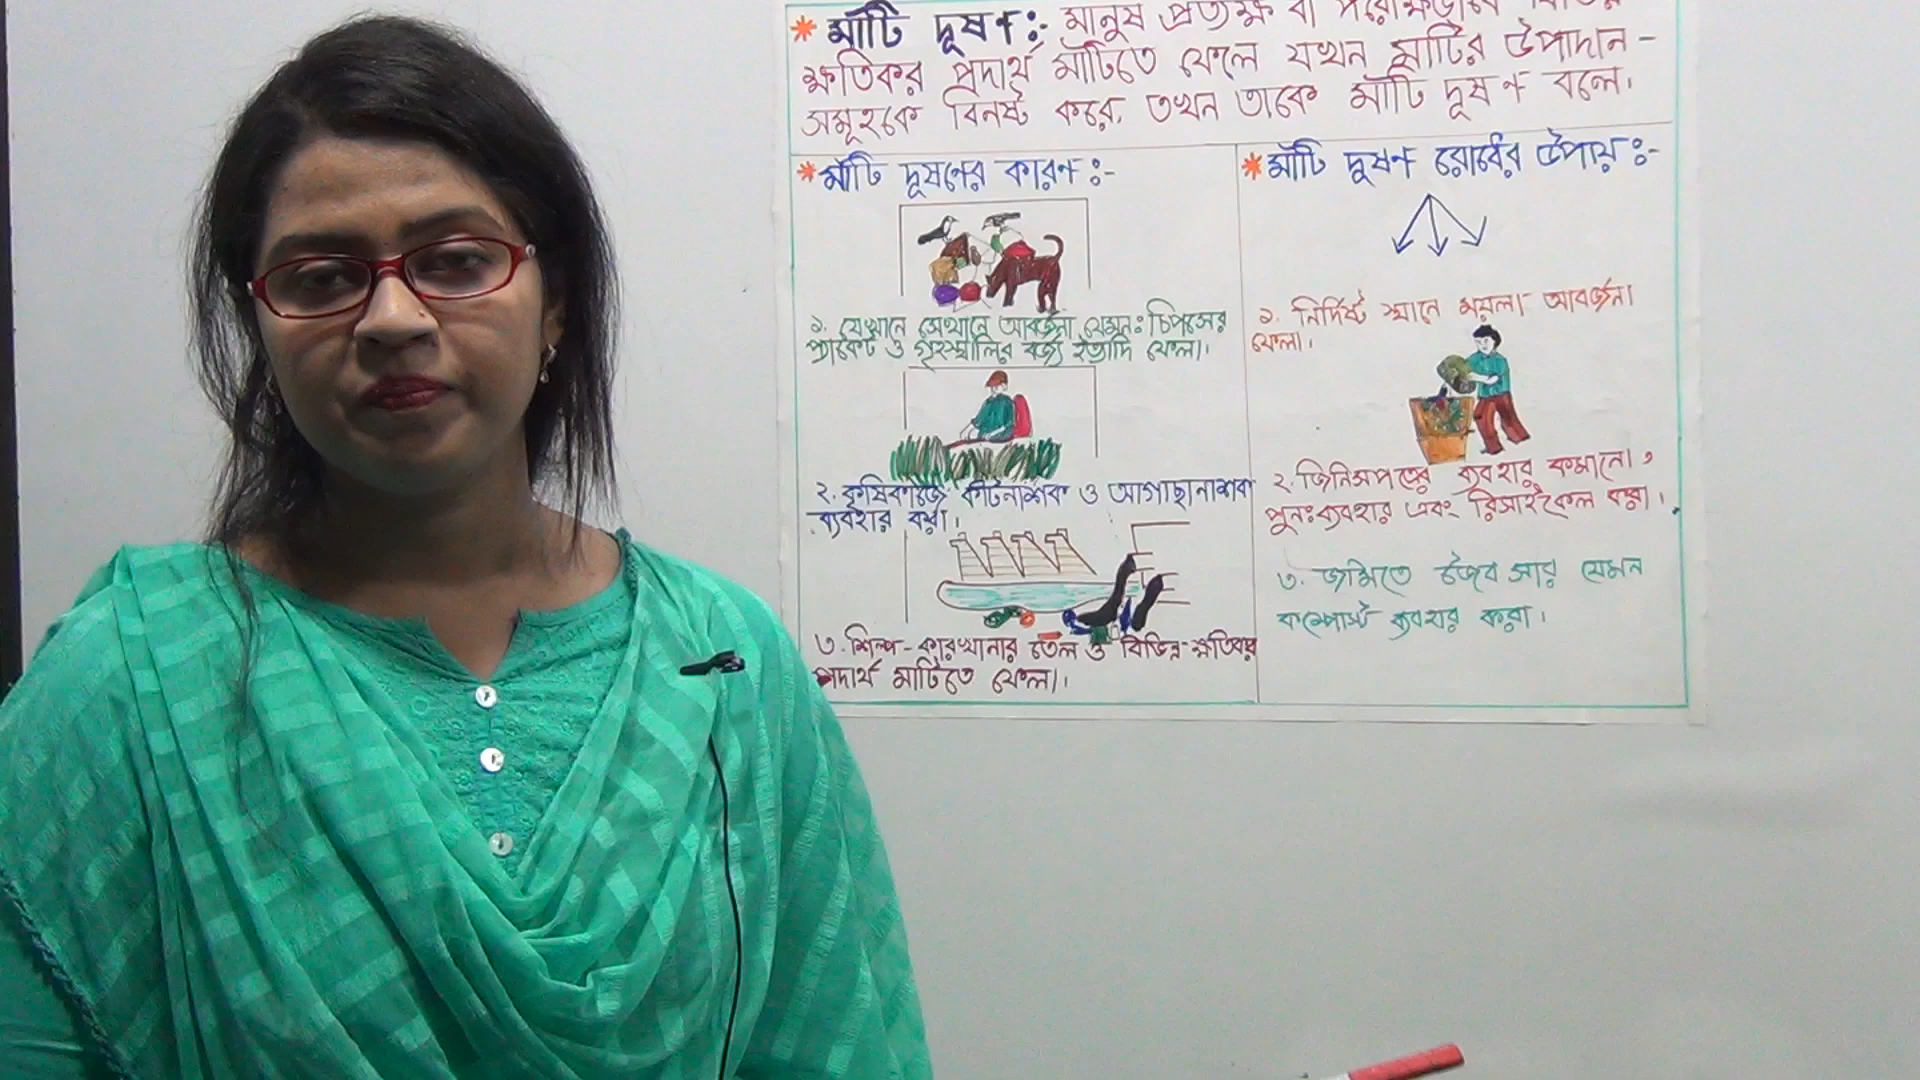 * মাটি দূষণ:- মানুষ প্রত্যক্ষ বা পরোক্ষভাবে
ক্ষতিকর পদার্থ মাটিতে ফেলে যখন মাটির উপাদান -
সমূহকে বিনষ্ট করে, তখন তাকে মাটি দূষণ বলে।
* মাটি দূষণের কারণ:-
১. যেখানে সেখানে আবর্জনা যেমন: চিপসের
প্যাকেট ও গৃহস্থালির বর্জ্য ইত্যাদি ফেলা।
২. কৃষিকাজে কীটনাশক ও আগাছানাশক
ব্যবহার করা।
৩. শিল্প - কারখানার তেল ও বিভিন্ন ক্ষতিকর
পদার্থ মাটিতে ফেলা।
* মাটি দূষণ রোধের উপায়:-
১. নির্দিষ্ট স্থানে ময়লা আবর্জনা
ফেলা।
২. জিনিসপত্রের ব্যবহার কমানো,
পুনঃব্যবহার এবং রিসাইকেল করা।
৩. জমিতে জৈব সার যেমন
কম্পোস্ট ব্যবহার করা।